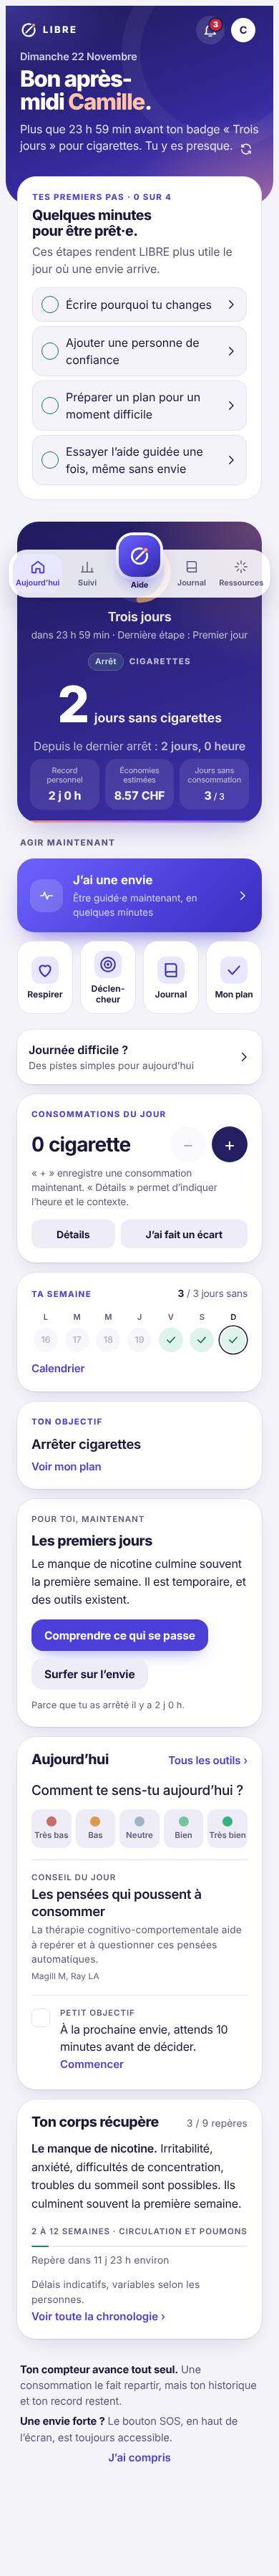 LIBRE
3
C
Dimanche 22 Novembre
Bon après-
midi Camille.
Plus que 23 h 59 min avant ton badge « Trois
jours » pour cigarettes. Tu y es presque.
TES PREMIERS PAS · 0 SUR 4
Quelques minutes
pour être prêt·e.
Ces étapes rendent LIBRE plus utile le
jour où une envie arrive.
Écrire pourquoi tu changes
Ajouter une personne de
confiance
Préparer un plan pour un
moment difficile
Essayer l'aide guidée une
fois, même sans envie
Aujourd'hui
Suivi
Aide
Journal
Ressources
Trois jours
dans 23 h 59 min · Dernière étape : Premier jour
Arrêt CIGARETTES
2 jours sans cigarettes
Depuis le dernier arrêt : 2 jours, 0 heure
Record
personnel
2 j 0 h
Économies
estimées
8.57 CHF
Jours sans
consommation
3 / 3
AGIR MAINTENANT
J'ai une envie
Être guidé·e maintenant, en
quelques minutes
Respirer
Déclen-
cheur
Journal
Mon plan
Journée difficile ?
Des pistes simples pour aujourd'hui
CONSOMMATIONS DU JOUR
0 cigarette
−
+
« + » enregistre une consommation
maintenant. « Détails » permet d'indiquer
l'heure et le contexte.
Détails
J'ai fait un écart
TA SEMAINE
3 / 3 jours sans
L M M J V S D
16 17 18 19
Calendrier
TON OBJECTIF
Arrêter cigarettes
Voir mon plan
POUR TOI, MAINTENANT
Les premiers jours
Le manque de nicotine culmine souvent
la première semaine. Il est temporaire, et
des outils existent.
Comprendre ce qui se passe
Surfer sur l'envie
Parce que tu as arrêté il y a 2 j 0 h.
Aujourd'hui
Tous les outils ›
Comment te sens-tu aujourd'hui ?
Très bas
Bas
Neutre
Bien
Très bien
CONSEIL DU JOUR
Les pensées qui poussent à
consommer
La thérapie cognitivo-comportementale aide
à repérer et à questionner ces pensées
automatiques.
Magill M, Ray LA
PETIT OBJECTIF
À la prochaine envie, attends 10
minutes avant de décider.
Commencer
Ton corps récupère
3 / 9 repères
Le manque de nicotine. Irritabilité,
anxiété, difficultés de concentration,
troubles du sommeil sont possibles. Ils
culminent souvent la première semaine.
2 À 12 SEMAINES · CIRCULATION ET POUMONS
Repère dans 11 j 23 h environ
Délais indicatifs, variables selon les
personnes.
Voir toute la chronologie ›
Ton compteur avance tout seul. Une
consommation le fait repartir, mais ton historique
et ton record restent.
Une envie forte ? Le bouton SOS, en haut de
l'écran, est toujours accessible.
J'ai compris